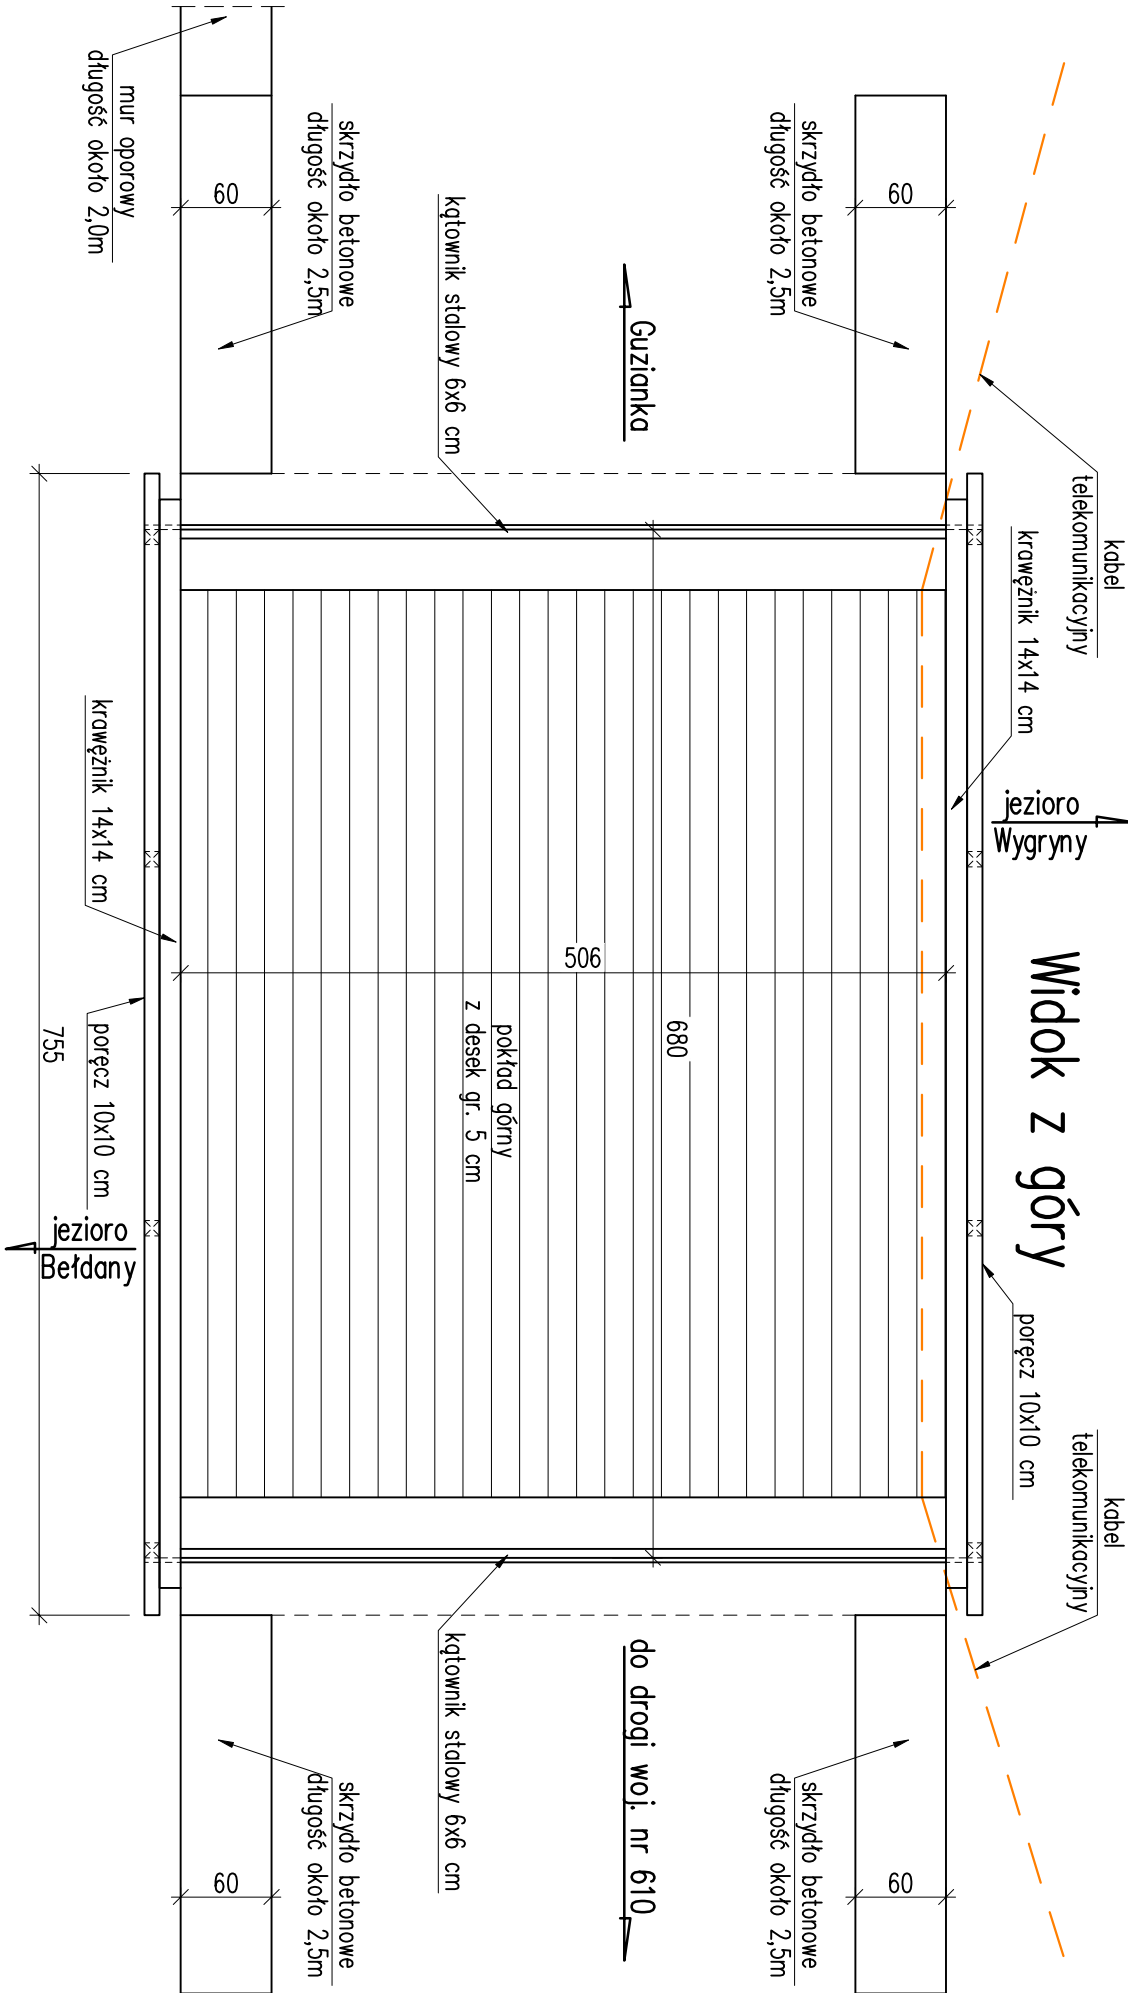 Widok z góry
kabel
telekomunikacyjny
kabel
telekomunikacyjny
krawężnik 14x14 cm
poręcz 10x10 cm
jezioro
Wygryny
skrzydło betonowe
długość około 2,5m
60
skrzydło betonowe
długość około 2,5m
60
Guzianka
do drogi woj. nr 610
680
506
pokład górny
z desek gr. 5 cm
kątownik stalowy 6x6 cm
kątownik stalowy 6x6 cm
skrzydło betonowe
długość około 2,5m
60
skrzydło betonowe
długość około 2,5m
60
mur oporowy
długość około 2,0m
krawężnik 14x14 cm
poręcz 10x10 cm
jezioro
Bełdany
755